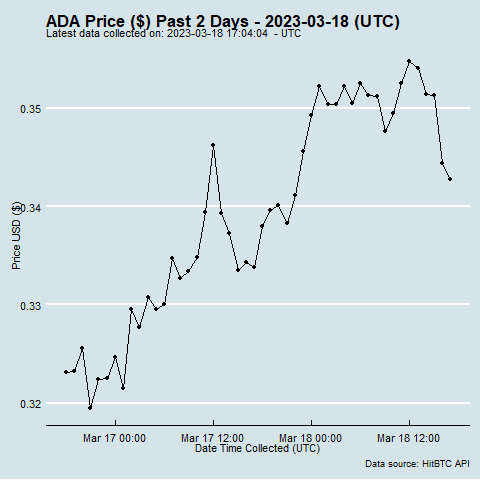 ADA Price ($) Past 2 Days - 2023-03-18 (UTC)
Latest data collected on: 2023-03-18 17:04:04 - UTC
0.35
0.34
0.33
0.32
Price USD ($)
Mar 17 00:00 Mar 17 12:00 Mar 18 00:00 Mar 18 12:00
Date Time Collected (UTC)
Data source: HitBTC API